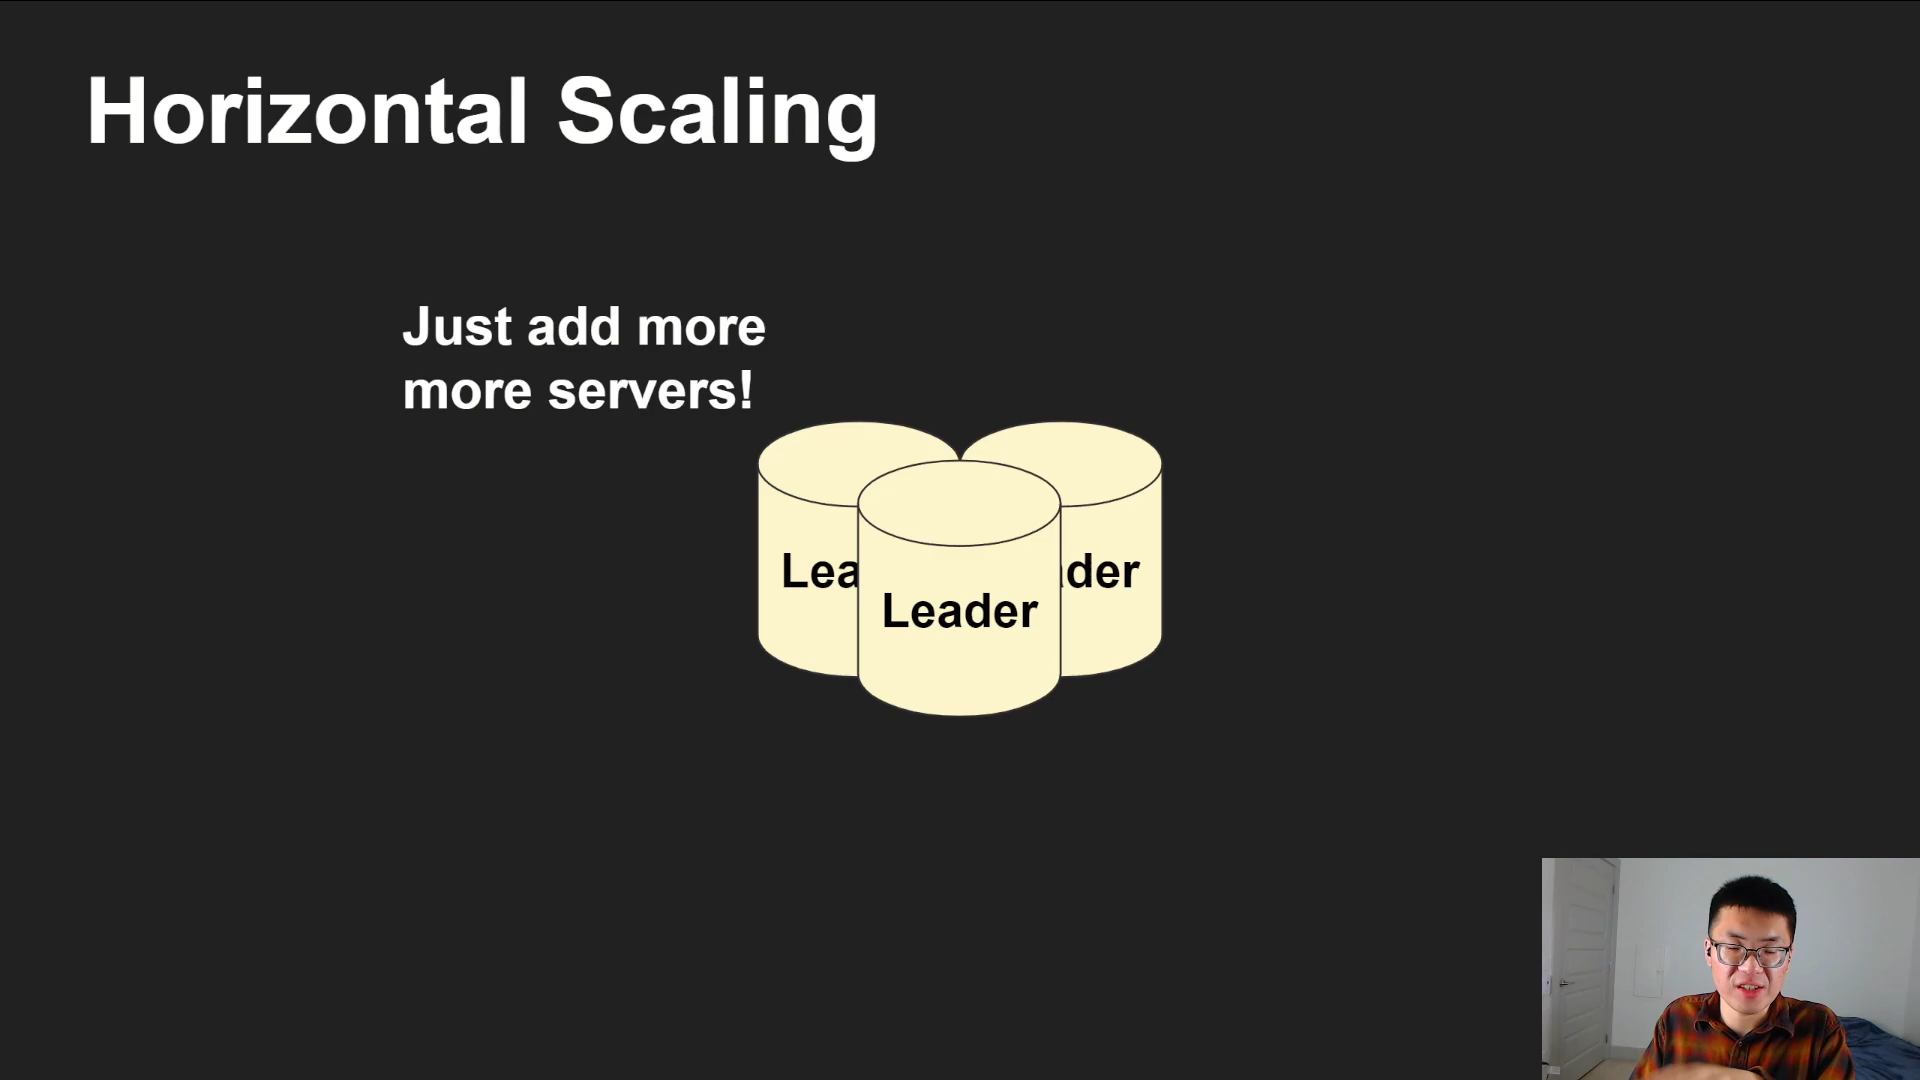 Horizontal Scaling
Just add more
more servers!
Lea
der
Leader